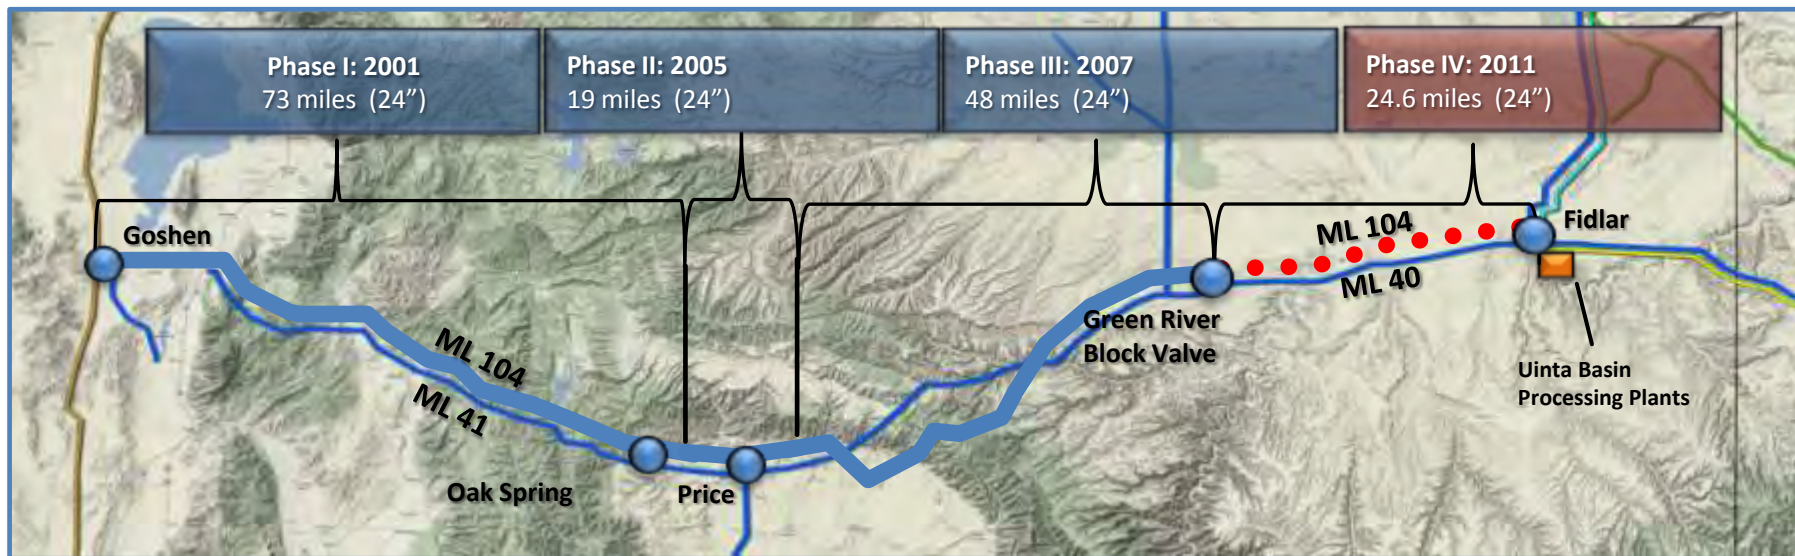 Phase I: 2001
73 miles (24”)
Phase II: 2005
19 miles (24”)
Phase III: 2007
48 miles (24”)
Phase IV: 2011
24.6 miles (24”)
Goshen
ML 104
ML 41
Oak Spring
Price
Green River
Block Valve
ML 104
ML 40
Fidlar
Uinta Basin
Processing Plants